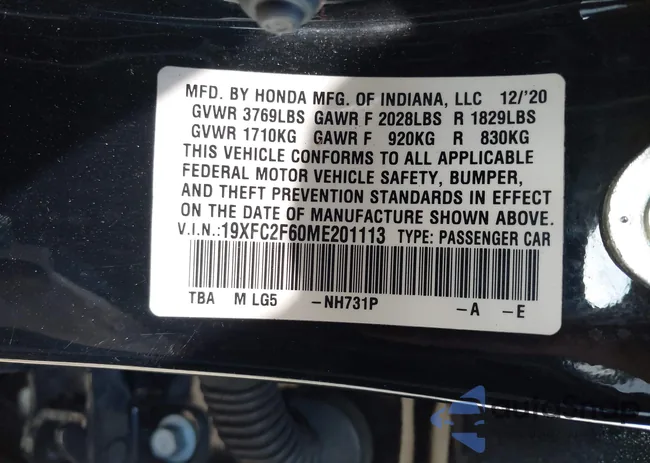 MFD. BY HONDA MFG. OF INDIANA, LLC 12/'20
GVWR 3769LBS GAWR F 2028LBS R 1829LBS
GVWR 1710KG GAWR F 920KG R 830KG
THIS VEHICLE CONFORMS TO ALL APPLICABLE
FEDERAL MOTOR VEHICLE SAFETY, BUMPER,
AND THEFT PREVENTION STANDARDS IN EFFECT
ON THE DATE OF MANUFACTURE SHOWN ABOVE.
V.I.N.:19XFC2F60ME201113 TYPE: PASSENGER CAR
TBA M LG5 -NH731P -A -E